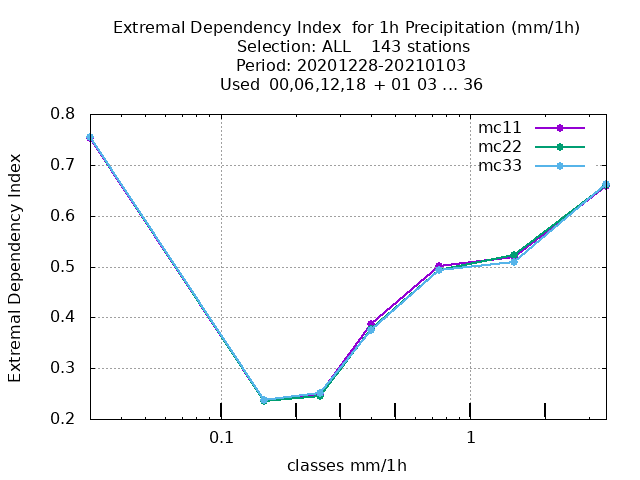 Extremal Dependency Index  for 1h Precipitation (mm/1h)
Selection: ALL    143 stations
Period: 20201228-20210103
Used  00,06,12,18  + 01 03 ... 36
mc11
mc22
mc33
Extremal Dependency Index
0.8
0.7
0.6
0.5
0.4
0.3
0.2
0.1
1
classes mm/1h